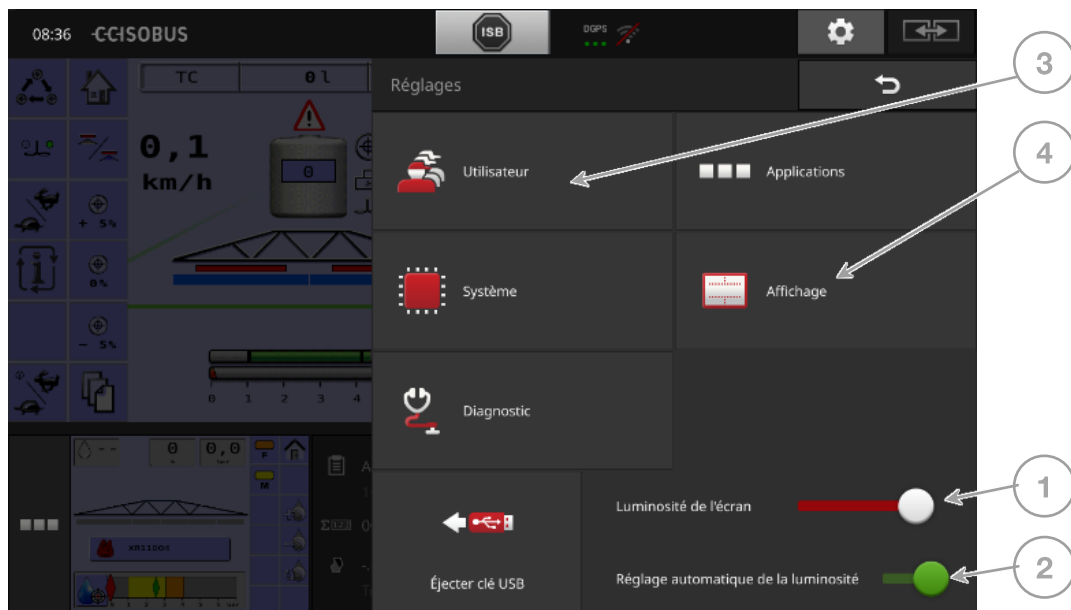 08:36 CCISOBUS ISB DGPS
TC 0 l
Réglages
3
0,1
km/h
0
Utilisateur
Applications
4
+ 5%
0%
Système
Affichage
- 5%
0 1 2 3 4
Diagnostic
-- 0 0,0 F
M
A
Luminosité de l'écran
1
XM11004
Éjecter clé USB
Réglage automatique de la luminosité
2